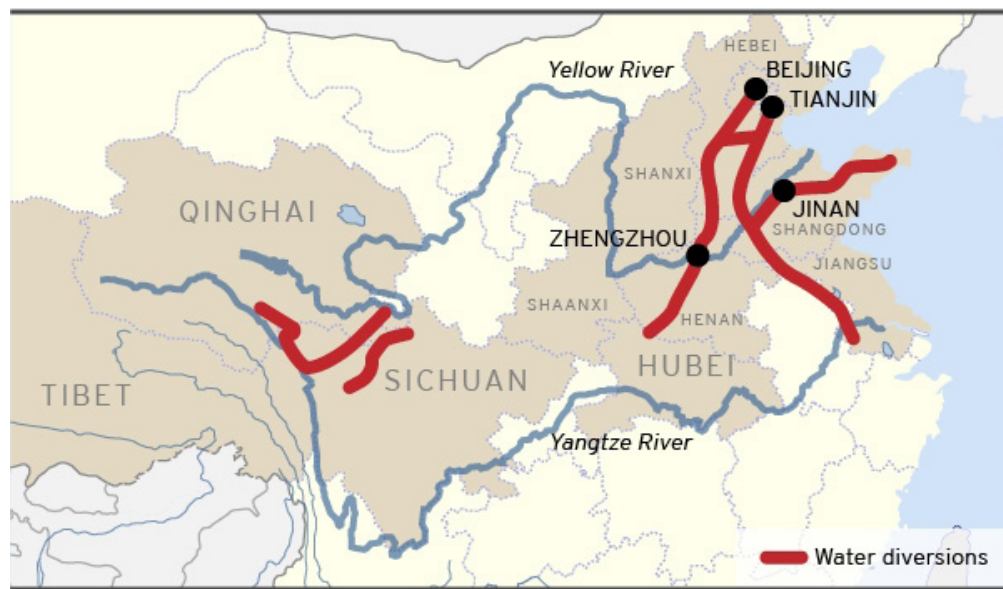 HEBEI
Yellow River
BEIJING
TIANJIN
SHANXI
QINGHAI
JINAN
SHANGDONG
ZHENGZHOU
JIANGSU
SHAANXI
HENAN
HUBEI
SICHUAN
TIBET
Yangtze River
Water diversions